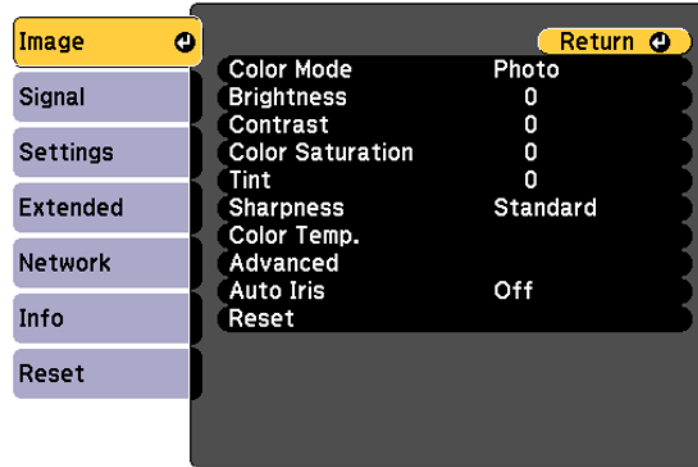 Image
Signal
Settings
Extended
Network
Info
Reset
Return
Color Mode Photo
Brightness 0
Contrast 0
Color Saturation 0
Tint 0
Sharpness Standard
Color Temp.
Advanced
Auto Iris Off
Reset